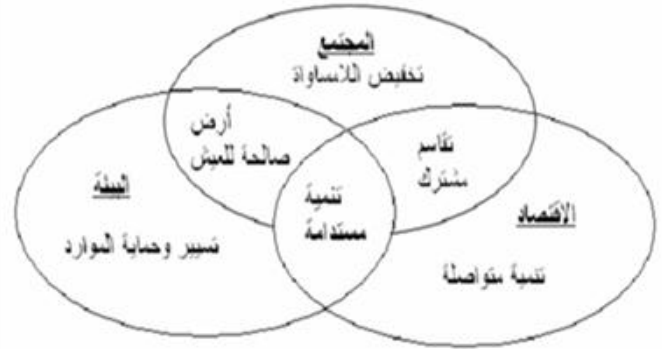 المجتمع
تخفيض اللامساواة
أرض
صالحة للعيش
تقاسم
مشترك
البيئة
تسيير وحماية الموارد
تنمية
مستدامة
الاقتصاد
تنمية متواصلة